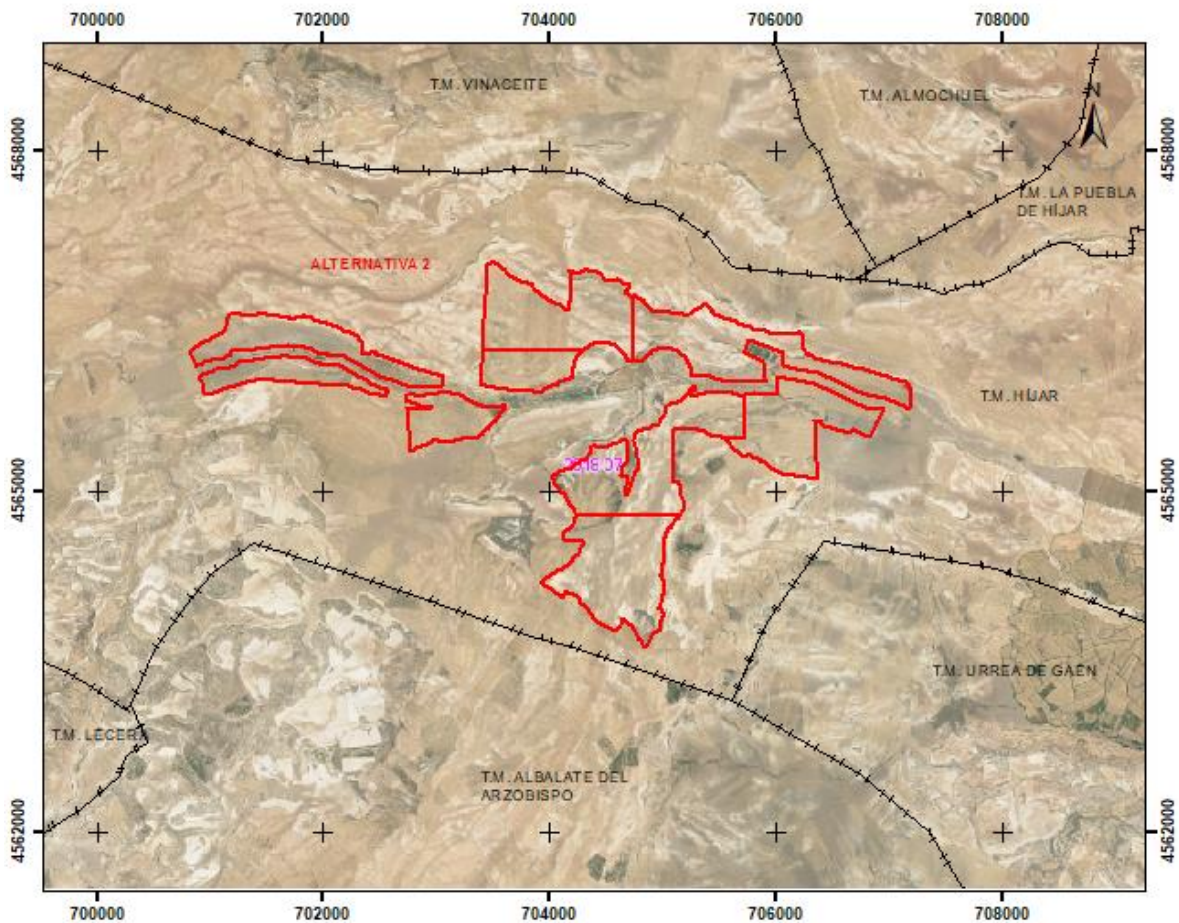 700000 702000 704000 706000 708000
T.M. VINACEITE
T.M. ALMOCHUEL
N
4568000 4568000
T.M. LA PUEBLA
DE HÍJAR
ALTERNATIVA 2
T.M. HÍJAR
4565000 4565000
T.M. URREA DE GAÉN
T.M. LÉCERA
T.M. ALBALATE DEL
ARZOBISPO
4562000 4562000
700000 702000 704000 706000 708000